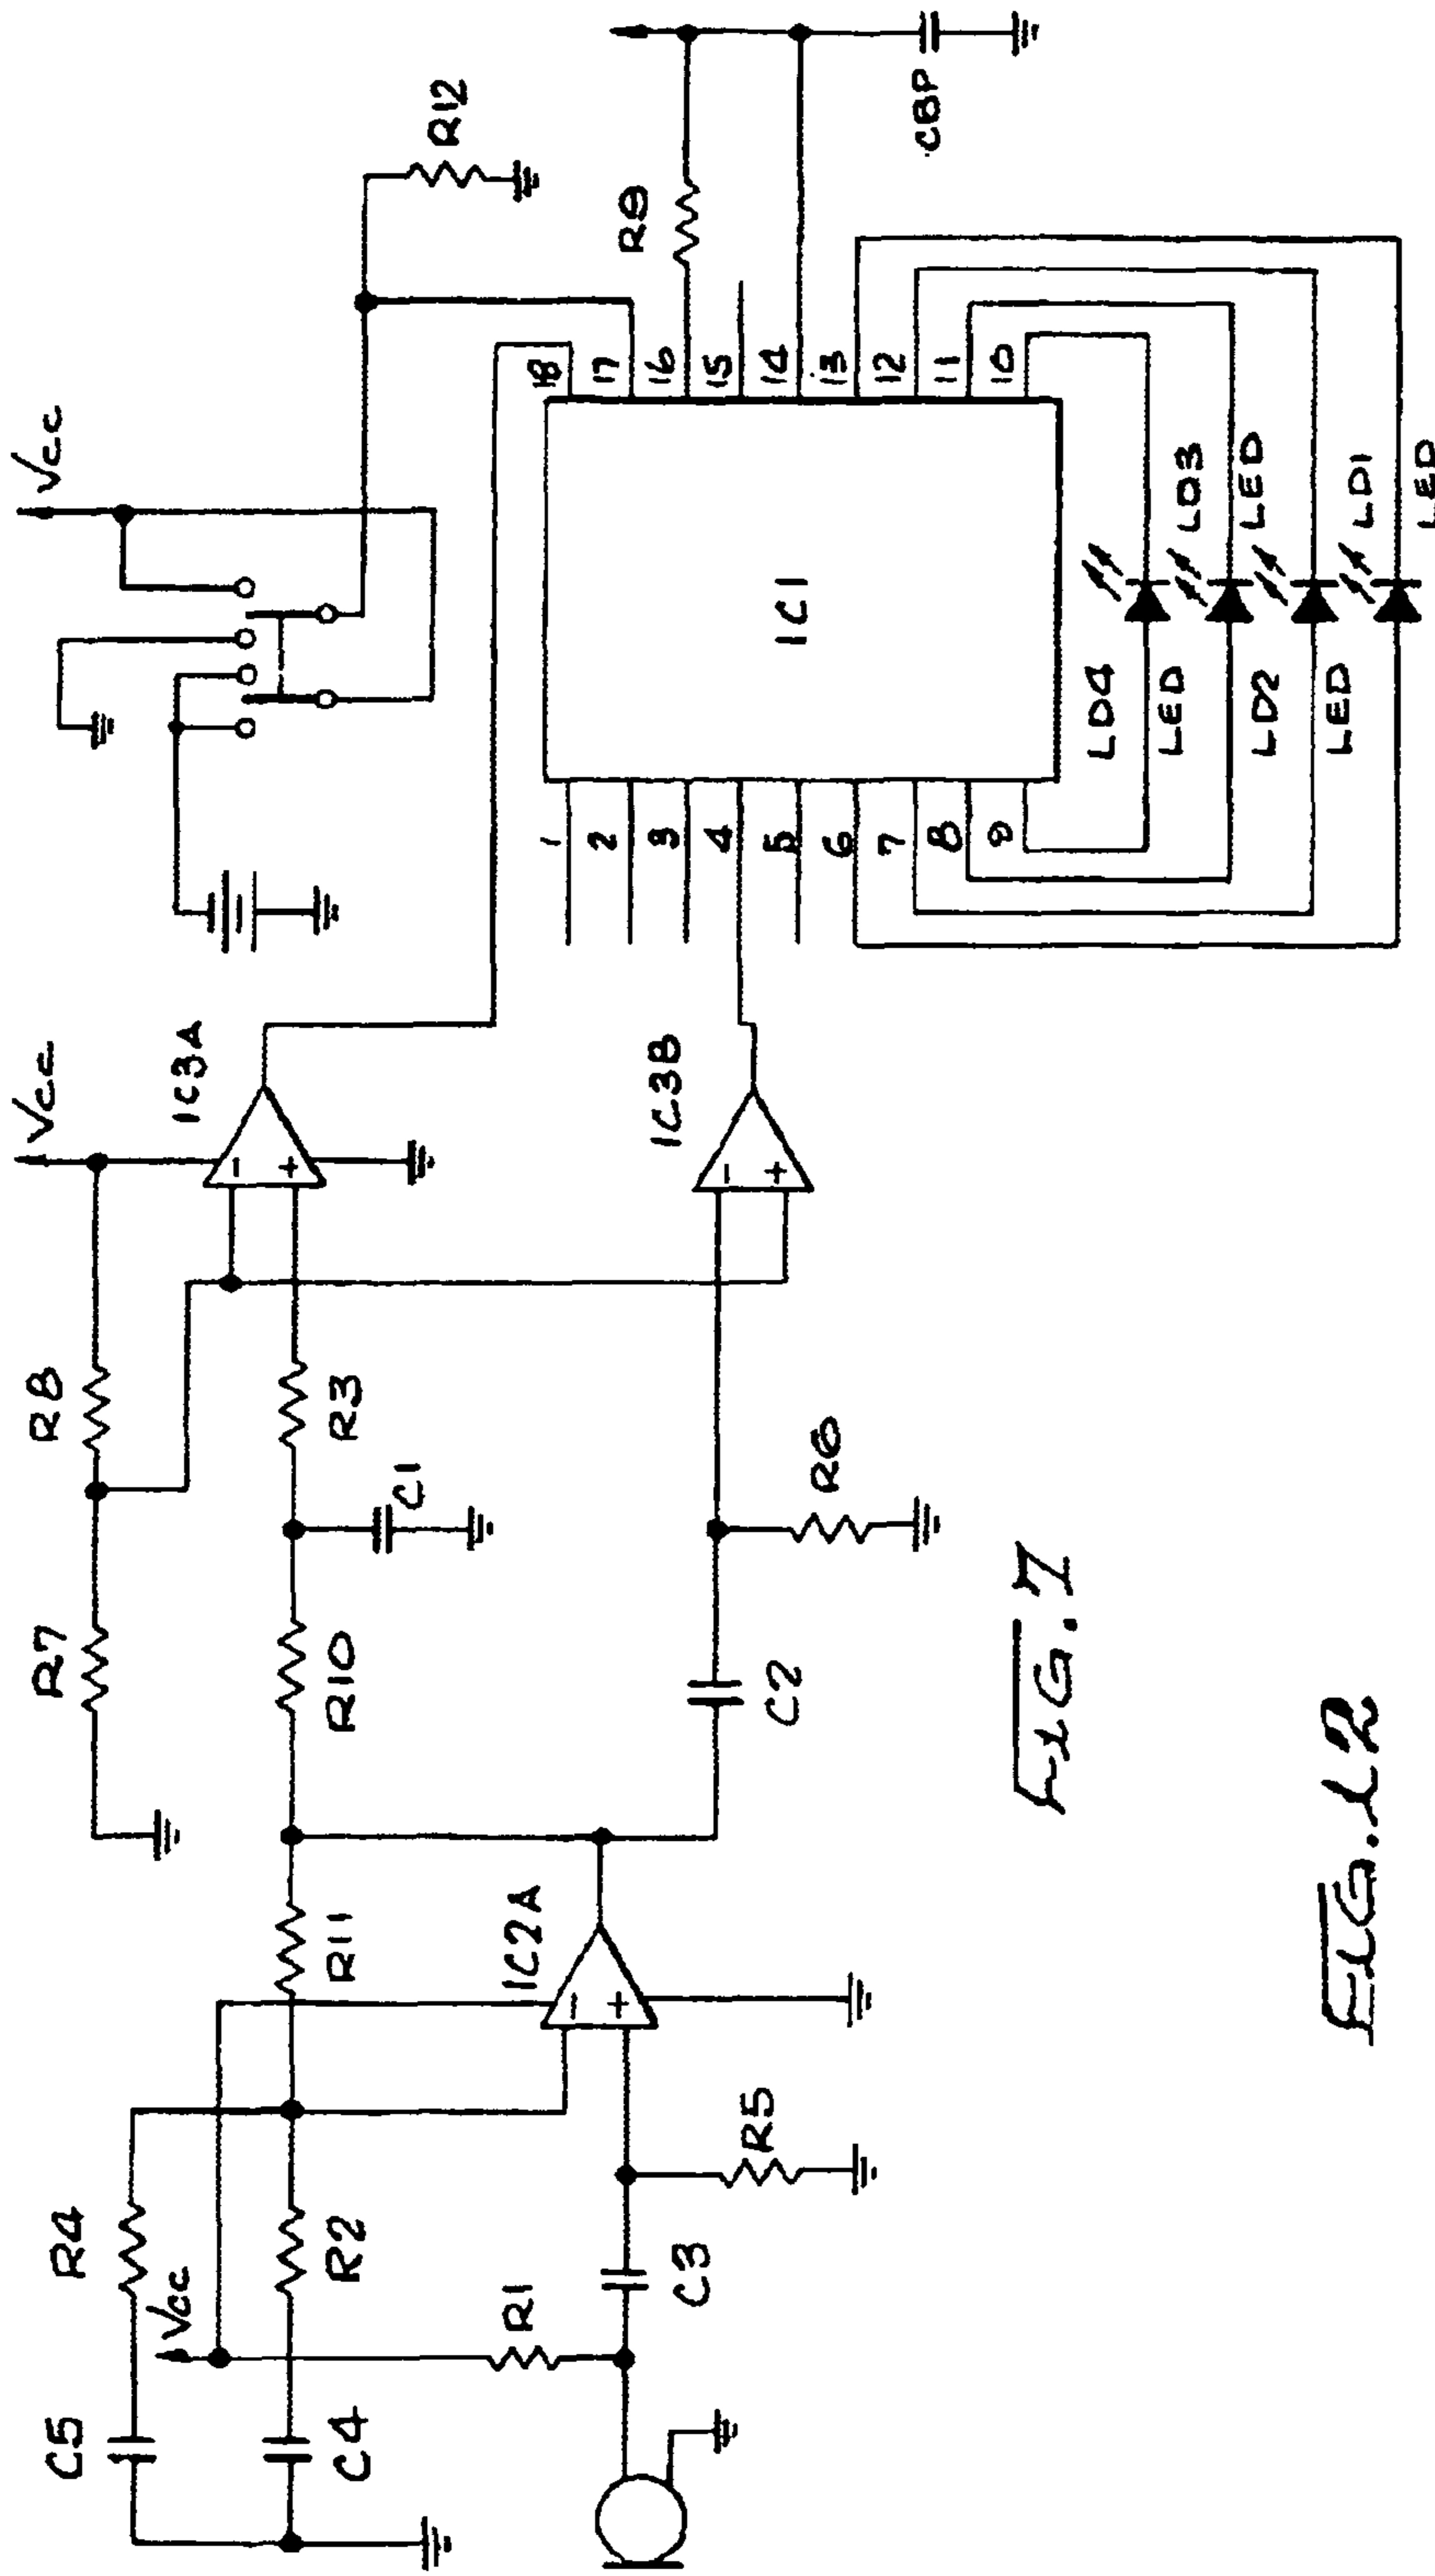 C5
R4
Vcc
C4
R2
R11
R10
R3
R7
R8
Vcc
IC3A
-
+
R1
C3
R5
IC2A
-
+
C1
C2
R6
IC3B
-
+
Vcc
R12
IC1
1
2
3
4
5
6
7
8
9
18
17
16
15
14
13
12
11
10
R9
CBP
LD4
LED
LD3
LED
LD2
LED
LD1
LED
FIG. 7
FIG. 12